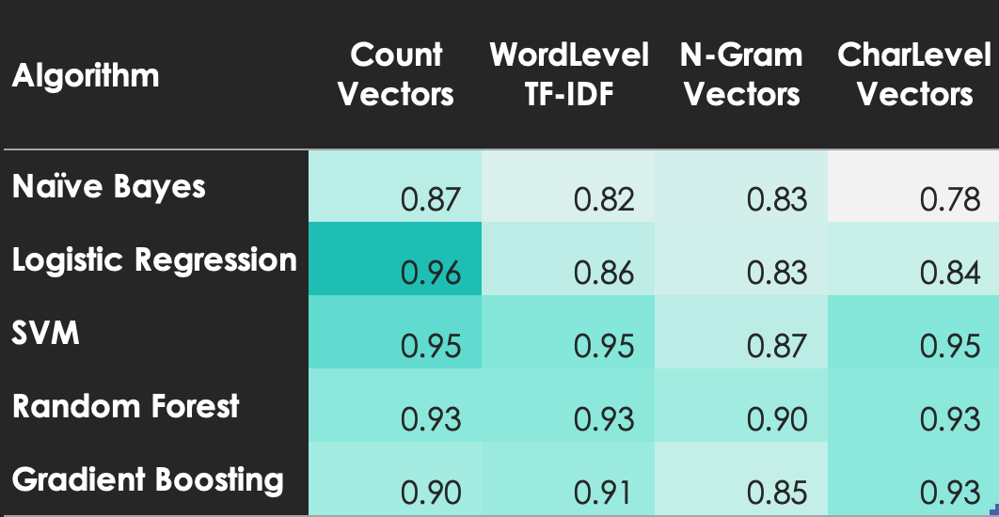 Algorithm Count Vectors WordLevel TF-IDF N-Gram Vectors CharLevel Vectors
Naïve Bayes 0.87 0.82 0.83 0.78
Logistic Regression 0.96 0.86 0.83 0.84
SVM 0.95 0.95 0.87 0.95
Random Forest 0.93 0.93 0.90 0.93
Gradient Boosting 0.90 0.91 0.85 0.93